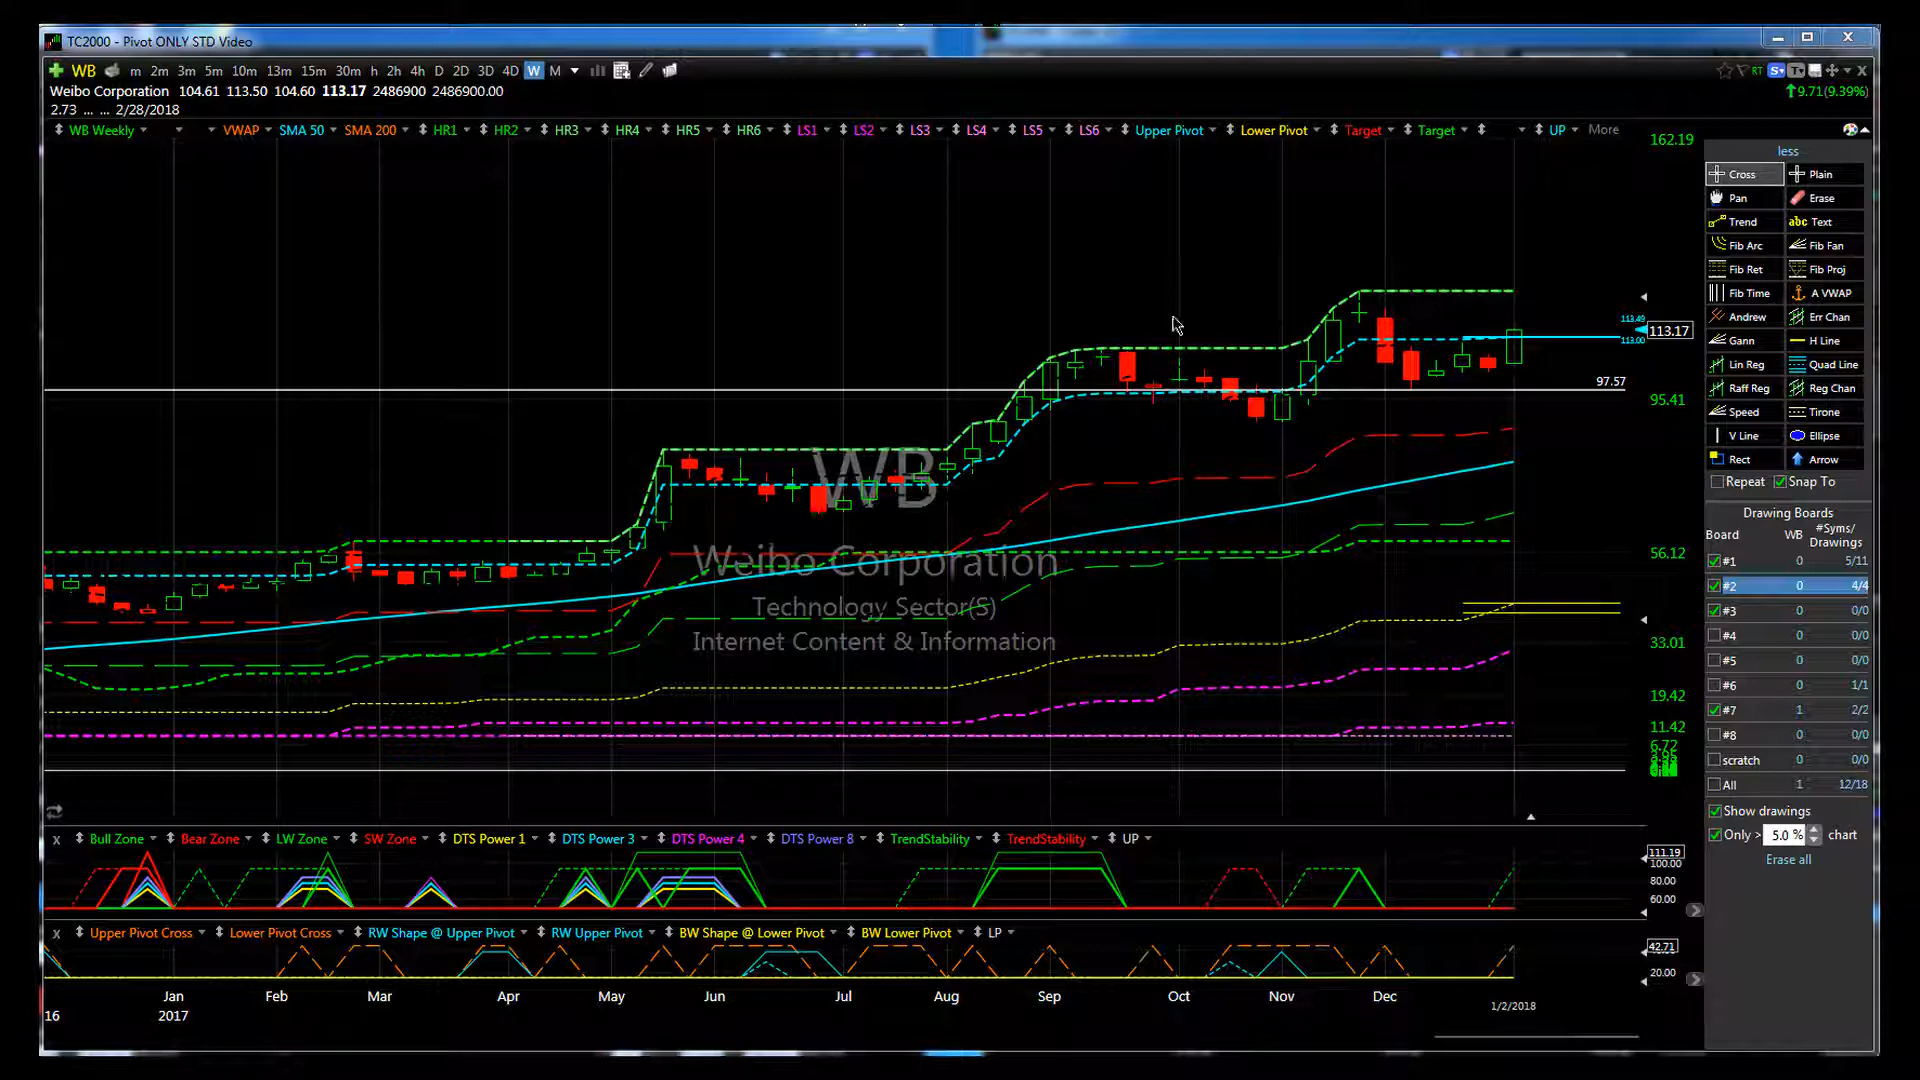 TC2000 - Pivot ONLY STD Video
WB m 2m 3m 5m 10m 13m 15m 30m h 2h 4h D 2D 3D 4D W M RT S T X
Weibo Corporation 104.61 113.50 104.60 113.17 2486900 2486900.00
9.71(9.39%)
2.73 ... ... 2/28/2018
WB Weekly VWAP SMA 50 SMA 200 HR1 HR2 HR3 HR4 HR5 HR6 LS1 LS2 LS3 LS4 LS5 LS6 Upper Pivot Lower Pivot Target Target UP More
162.19
113.49
113.17
113.00
97.57
95.41
56.12
33.01
19.42
11.42
6.72
WB
Weibo Corporation
Technology Sector(S)
Internet Content & Information
less
Cross Plain
Pan Erase
Trend abc Text
Fib Arc Fib Fan
Fib Ret Fib Proj
Fib Time A VWAP
Andrew Err Chan
Gann H Line
Lin Reg Quad Line
Raff Reg Reg Chan
Speed Tirone
V Line Ellipse
Rect Arrow
Repeat Snap To
Drawing Boards
Board WB #Syms/
Drawings
#1 0 5/11
#2 0 4/4
#3 0 0/0
#4 0 0/0
#5 0 0/0
#6 0 1/1
#7 1 2/2
#8 0 0/0
scratch 0 0/0
All 1 12/18
Show drawings
Only > 5.0 % chart
Erase all
x Bull Zone Bear Zone LW Zone SW Zone DTS Power 1 DTS Power 3 DTS Power 4 DTS Power 8 TrendStability TrendStability UP
111.19
100.00
80.00
60.00
x Upper Pivot Cross Lower Pivot Cross RW Shape @ Upper Pivot RW Upper Pivot BW Shape @ Lower Pivot BW Lower Pivot LP
42.71
20.00
Jan Feb Mar Apr May Jun Jul Aug Sep Oct Nov Dec
16 2017 1/2/2018